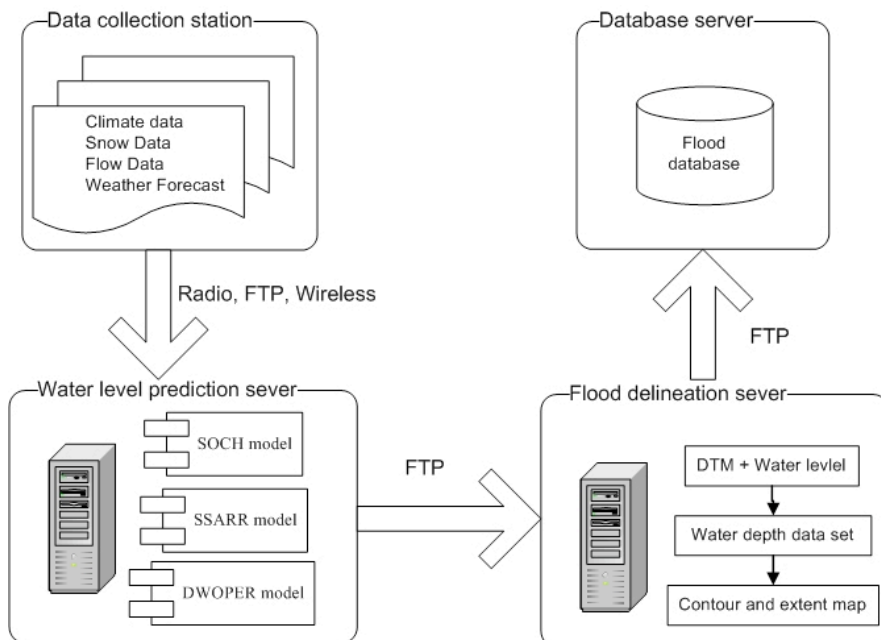 Data collection station
Climate data
Snow Data
Flow Data
Weather Forecast
Radio, FTP, Wireless
Water level prediction sever
SOCH model
SSARR model
DWOPER model
FTP
Flood delineation sever
DTM + Water levlel
Water depth data set
Contour and extent map
FTP
Database server
Flood
database